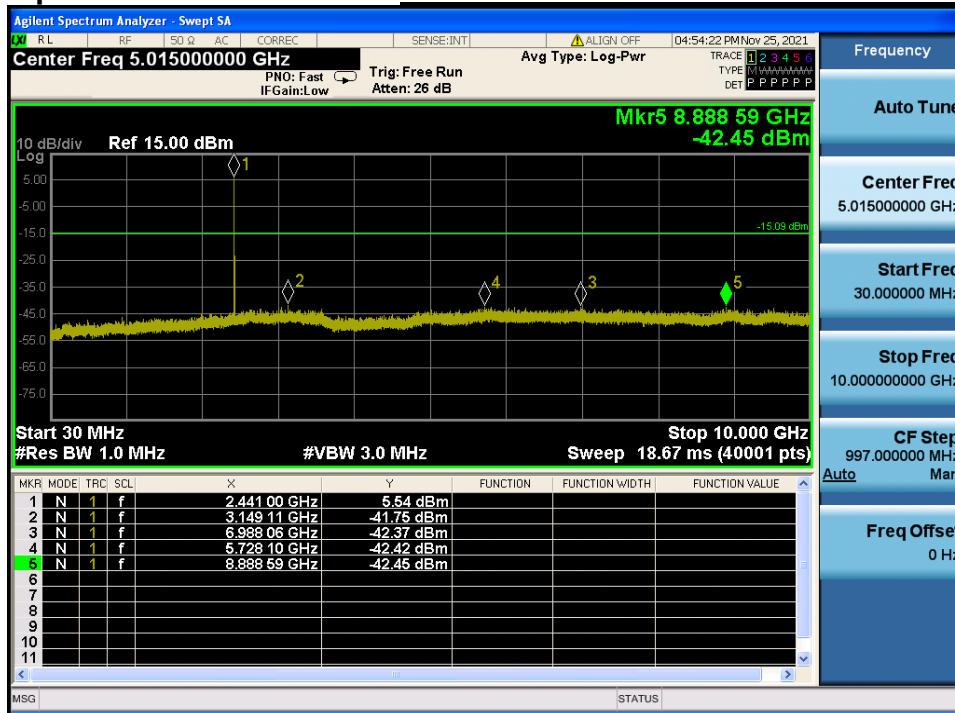 Agilent Spectrum Analyzer - Swept SA
LXI RL RF 50 Ω AC CORREC SENSE:INT ALIGN OFF 04:54:22 PM Nov 25, 2021
Center Freq 5.015000000 GHz Avg Type: Log-Pwr TRACE 1 2 3 4 5 6
PNO: Fast Trig: Free Run TYPE M WWWWW
IFGain:Low Atten: 26 dB DET P P P P P P
Mkr5 8.888 59 GHz
10 dB/div Ref 15.00 dBm -42.45 dBm
Log
1
5.00
-5.00
-15.0 -15.09 dBm
-25.0
-35.0 2 4 3 5
-45.0
-55.0
-65.0
-75.0
Start 30 MHz Stop 10.000 GHz
#Res BW 1.0 MHz #VBW 3.0 MHz Sweep 18.67 ms (40001 pts)
MKR MODE TRC SCL X Y FUNCTION FUNCTION WIDTH FUNCTION VALUE
1 N 1 f 2.441 00 GHz 5.54 dBm
2 N 1 f 3.149 11 GHz -41.75 dBm
3 N 1 f 6.988 06 GHz -42.37 dBm
4 N 1 f 5.728 10 GHz -42.42 dBm
5 N 1 f 8.888 59 GHz -42.45 dBm
6
7
8
9
10
11
MSG STATUS
Frequency
Auto Tune
Center Freq
5.015000000 GHz
Start Freq
30.000000 MHz
Stop Freq
10.000000000 GHz
CF Step
997.000000 MHz
Auto Man
Freq Offset
0 Hz